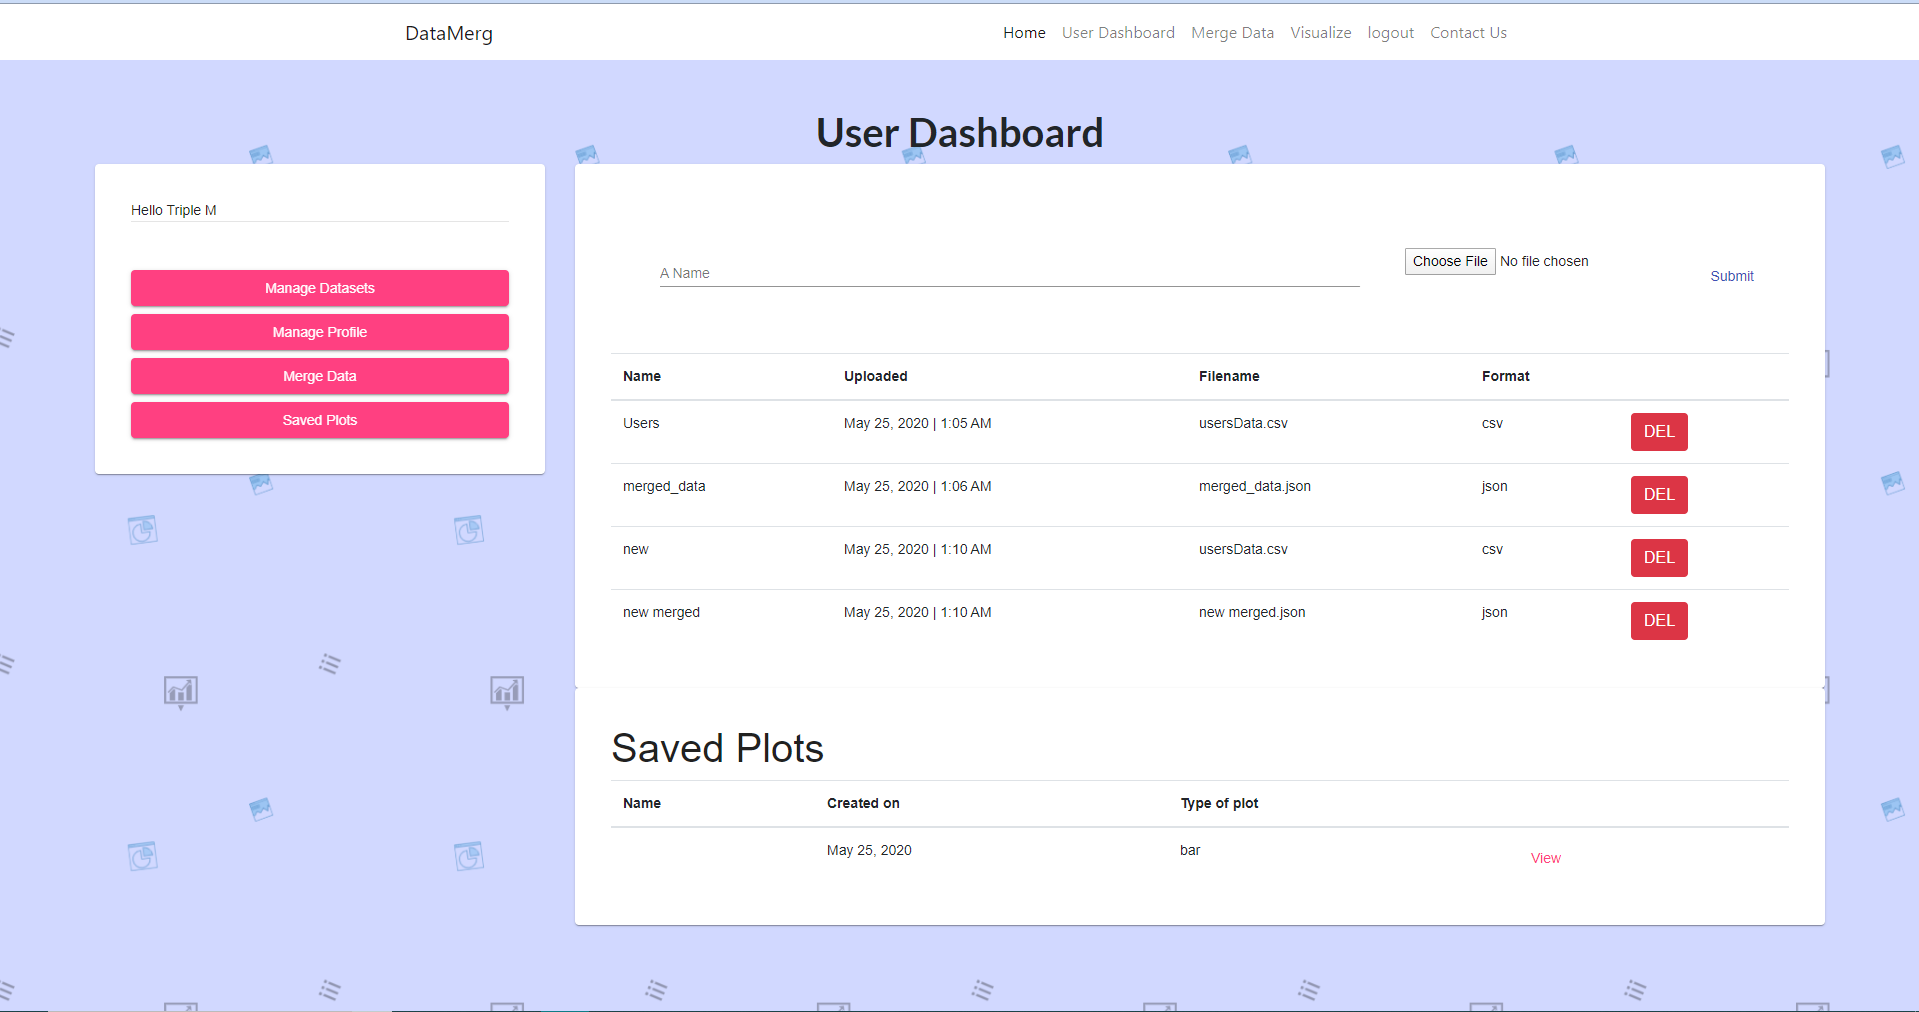 DataMerg Home User Dashboard Merge Data Visualize logout Contact Us
User Dashboard
Hello Triple M
Manage Datasets
Manage Profile
Merge Data
Saved Plots
A Name Choose File No file chosen Submit
Name Uploaded Filename Format
Users May 25, 2020 | 1:05 AM usersData.csv csv DEL
merged_data May 25, 2020 | 1:06 AM merged_data.json json DEL
new May 25, 2020 | 1:10 AM usersData.csv csv DEL
new merged May 25, 2020 | 1:10 AM new merged.json json DEL
Saved Plots
Name Created on Type of plot
May 25, 2020 bar View